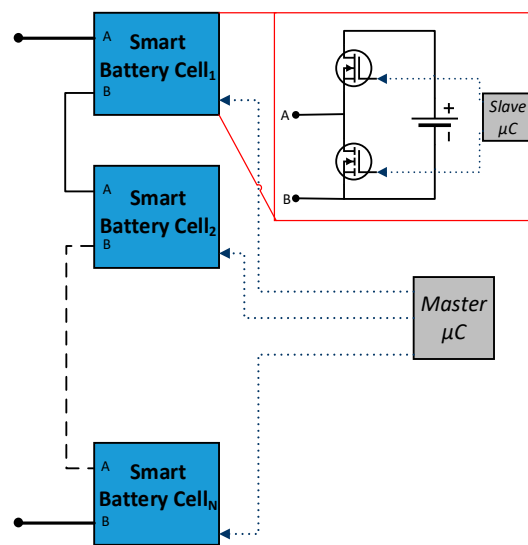 A
Smart
Battery Cell1
B
A
B
+
Slave
µC
A
Smart
Battery Cell2
B
Master
µC
A
Smart
Battery CellN
B